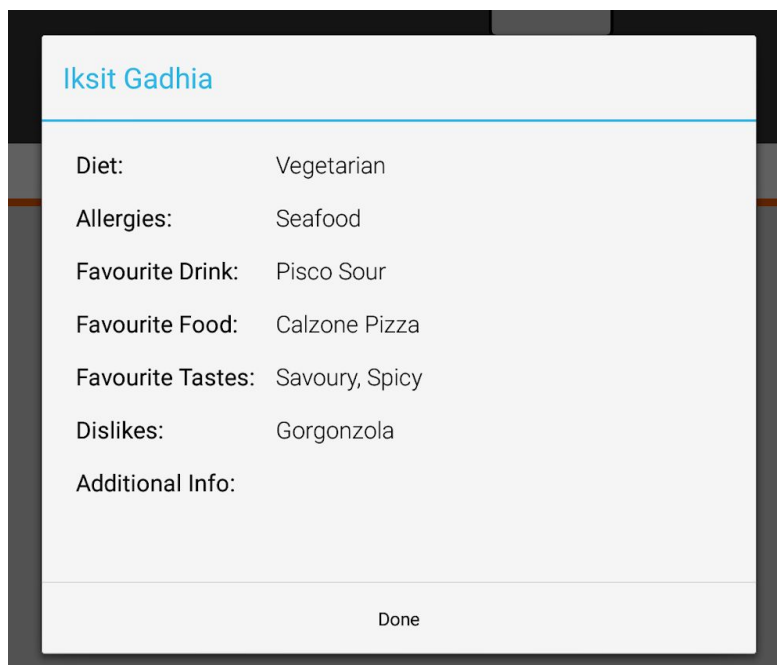 Iksit Gadhia
Diet: Vegetarian
Allergies: Seafood
Favourite Drink: Pisco Sour
Favourite Food: Calzone Pizza
Favourite Tastes: Savoury, Spicy
Dislikes: Gorgonzola
Additional Info:
Done